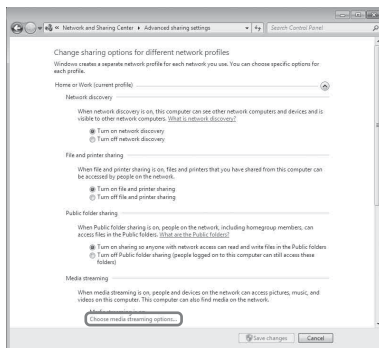 « Network and Sharing Center ▸ Advanced sharing settings
Search Control Panel
Change sharing options for different network profiles
Windows creates a separate network profile for each network you use. You can choose specific options for
each profile.
Home or Work (current profile)
Network discovery
When network discovery is on, this computer can see other network computers and devices and is
visible to other network computers. What is network discovery?
Turn on network discovery
Turn off network discovery
File and printer sharing
When file and printer sharing is on, files and printers that you have shared from this computer can
be accessed by people on the network.
Turn on file and printer sharing
Turn off file and printer sharing
Public folder sharing
When Public folder sharing is on, people on the network, including homegroup members, can
access files in the Public folders. What are the Public folders?
Turn on sharing so anyone with network access can read and write files in the Public folders
Turn off Public folder sharing (people logged on to this computer can still access these
folders)
Media streaming
When media streaming is on, people and devices on the network can access pictures, music, and
videos on this computer. This computer can also find media on the network.
Choose media streaming options...
Save changes
Cancel